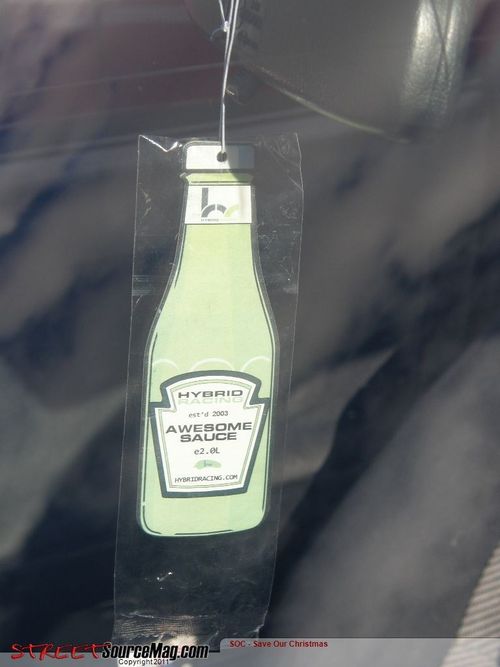 HYBRID
RACING
est'd 2003
AWESOME
SAUCE
e2.0L
HYBRIDRACING.COM
STREETSourceMag.com
SOC - Save Our Christmas
Copyright2011